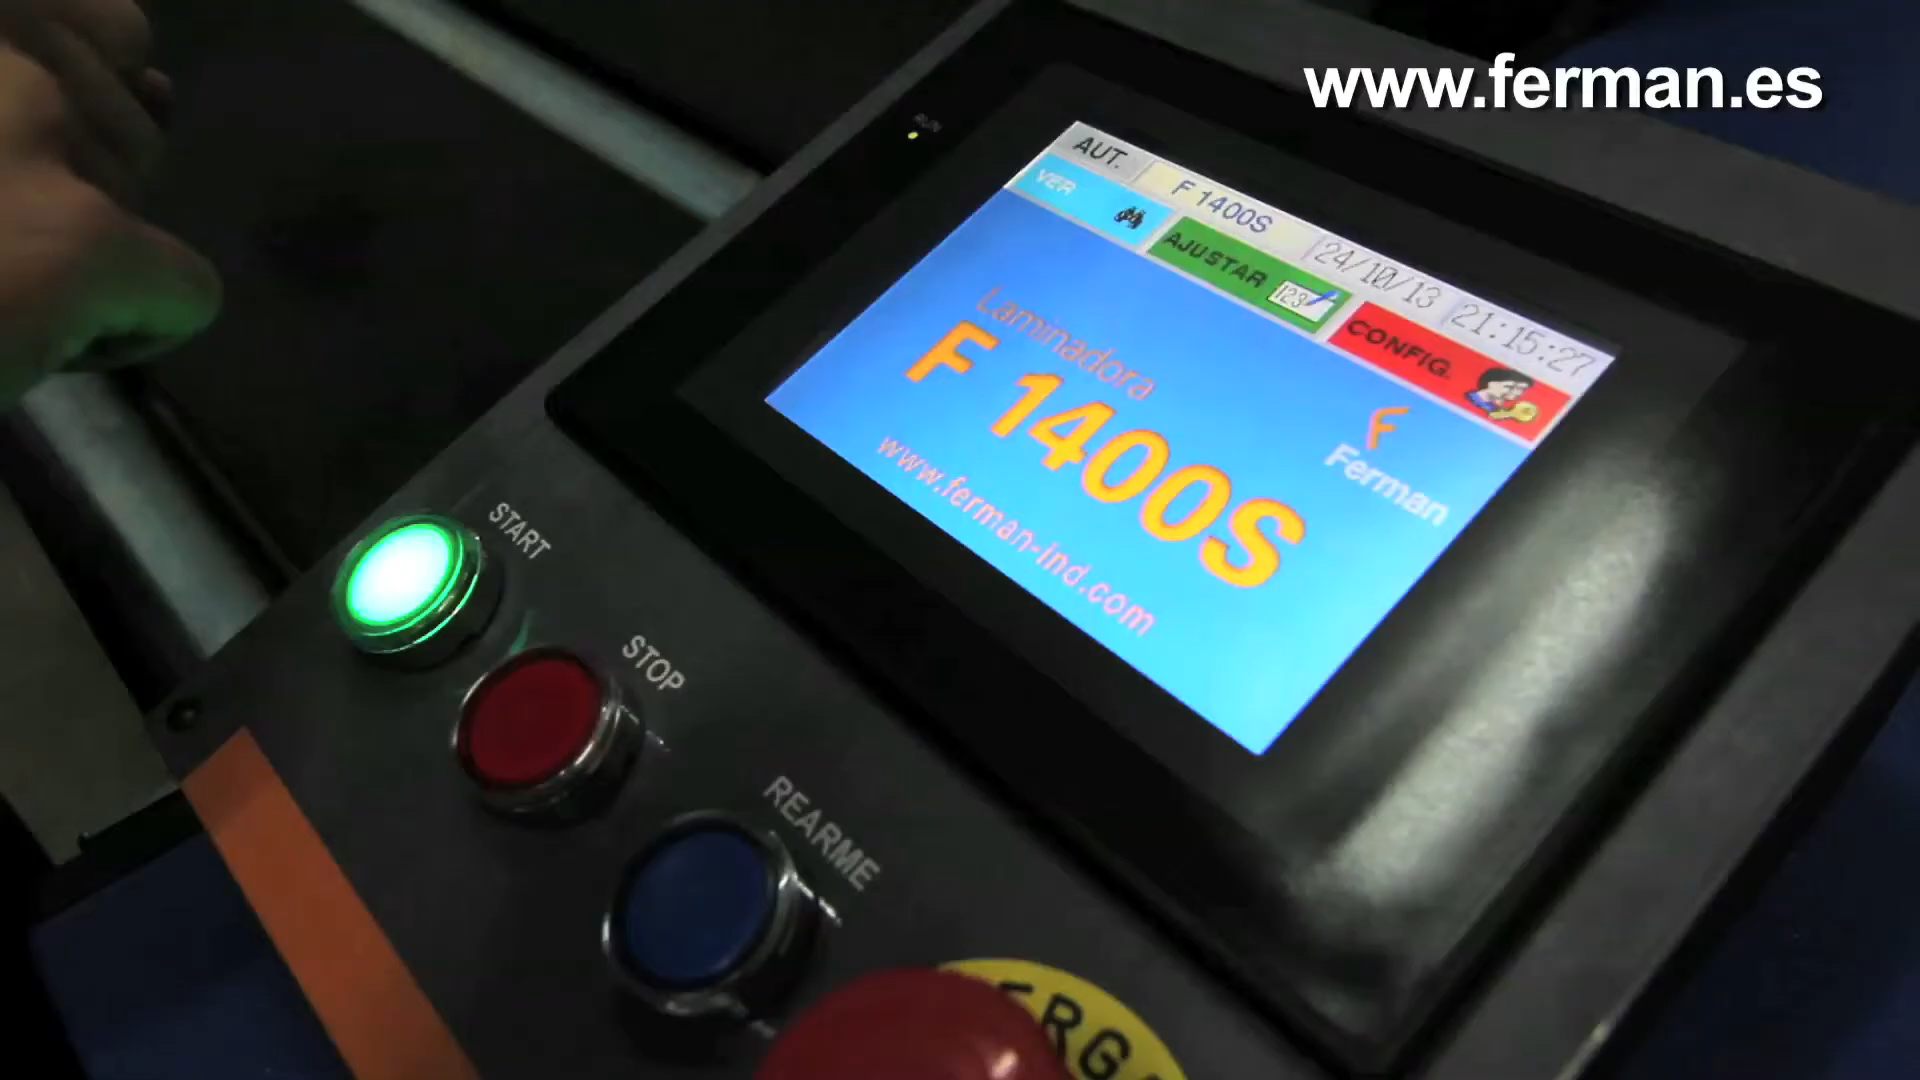 www.ferman.es
RUN
AUT.
F 1400S
24/10/13
21:15:27
VER
AJUSTAR
123
CONFIG.
Laminadora
F 1400S
www.ferman-ind.com
Ferman
START
STOP
REARME